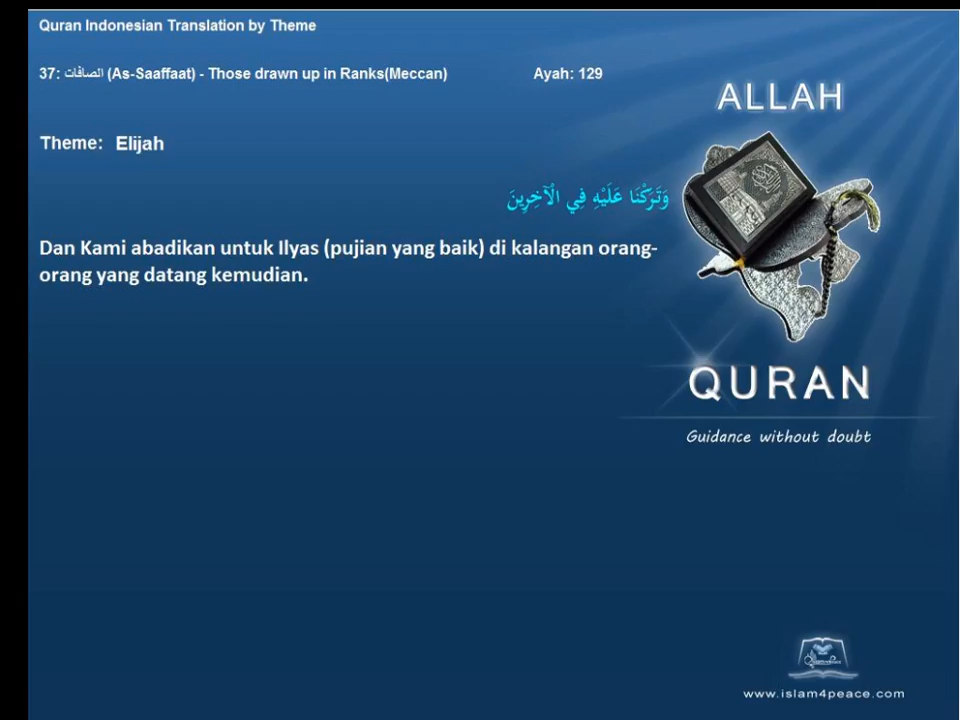 Quran Indonesian Translation by Theme
37: الصافات (As-Saaffaat) - Those drawn up in Ranks(Meccan) Ayah: 129
ALLAH
Theme: Elijah
وَتَرَكْنَا عَلَيْهِ فِي الْآخِرِينَ
Dan Kami abadikan untuk Ilyas (pujian yang baik) di kalangan orang-
orang yang datang kemudian.
QURAN
Guidance without doubt
www.islam4peace.com